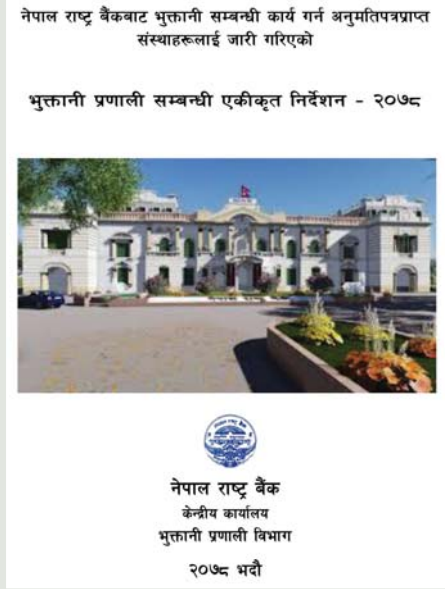 नेपाल राष्ट्र बैंकबाट भुक्तानी सम्बन्धी कार्य गर्न अनुमतिपत्रप्राप्त
संस्थाहरूलाई जारी गरिएको
भुक्तानी प्रणाली सम्बन्धी एकीकृत निर्देशन - २०७८
नेपाल राष्ट्र बैंक
केन्द्रीय कार्यालय
भुक्तानी प्रणाली विभाग
२०७८ भदौ